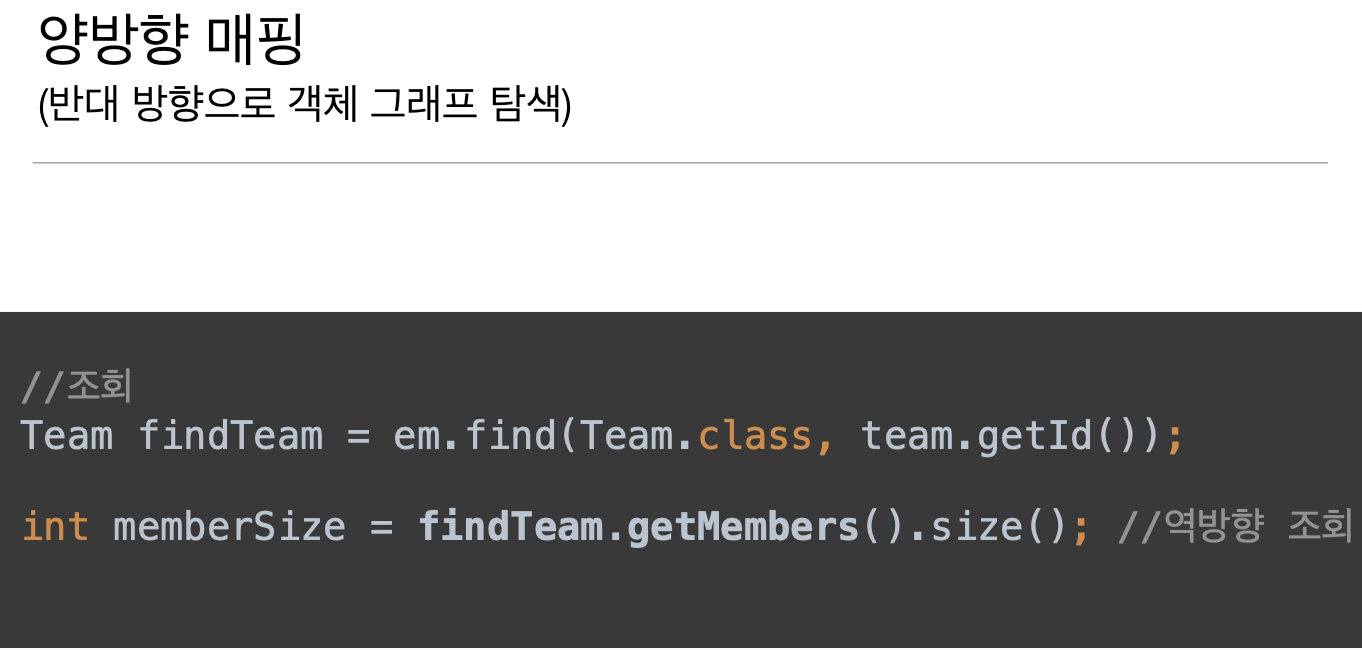 양방향 매핑
(반대 방향으로 객체 그래프 탐색)
//조회
Team findTeam = em.find(Team.class, team.getId());
int memberSize = findTeam.getMembers().size(); //역방향 조회